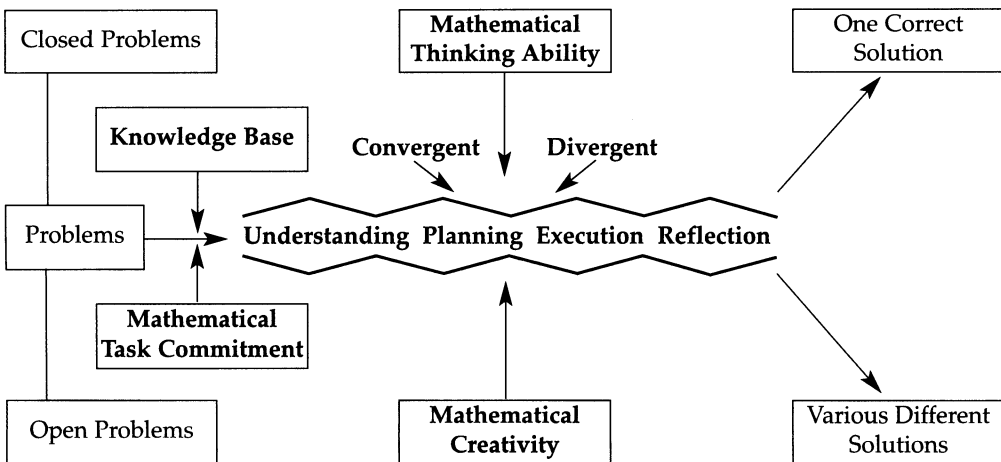 Closed Problems
Mathematical
Thinking Ability
One Correct
Solution
Knowledge Base
Convergent
Divergent
Problems
Understanding Planning Execution Reflection
Mathematical
Task Commitment
Open Problems
Mathematical
Creativity
Various Different
Solutions